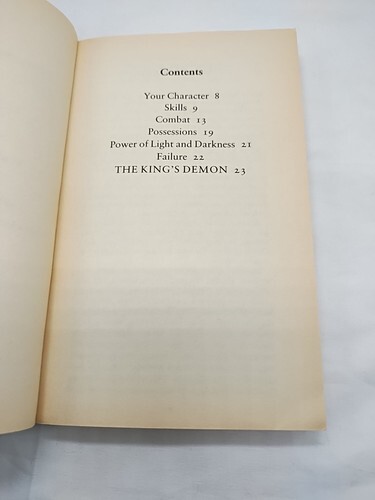 Contents
Your Character 8
Skills 9
Combat 13
Possessions 19
Power of Light and Darkness 21
Failure 22
THE KING'S DEMON 23